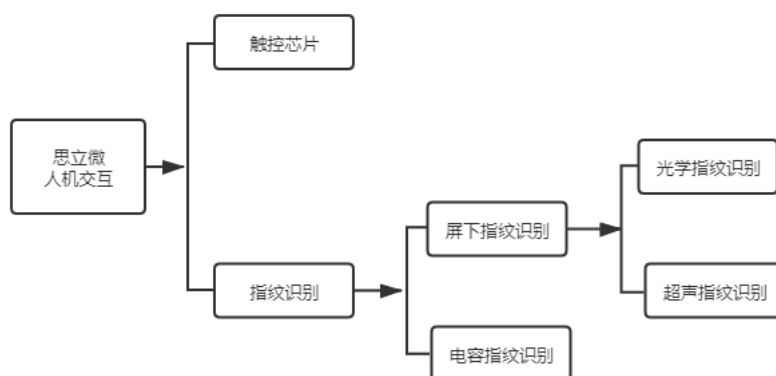 触控芯片
思立微
人机交互
光学指纹识别
屏下指纹识别
指纹识别
超声指纹识别
电容指纹识别